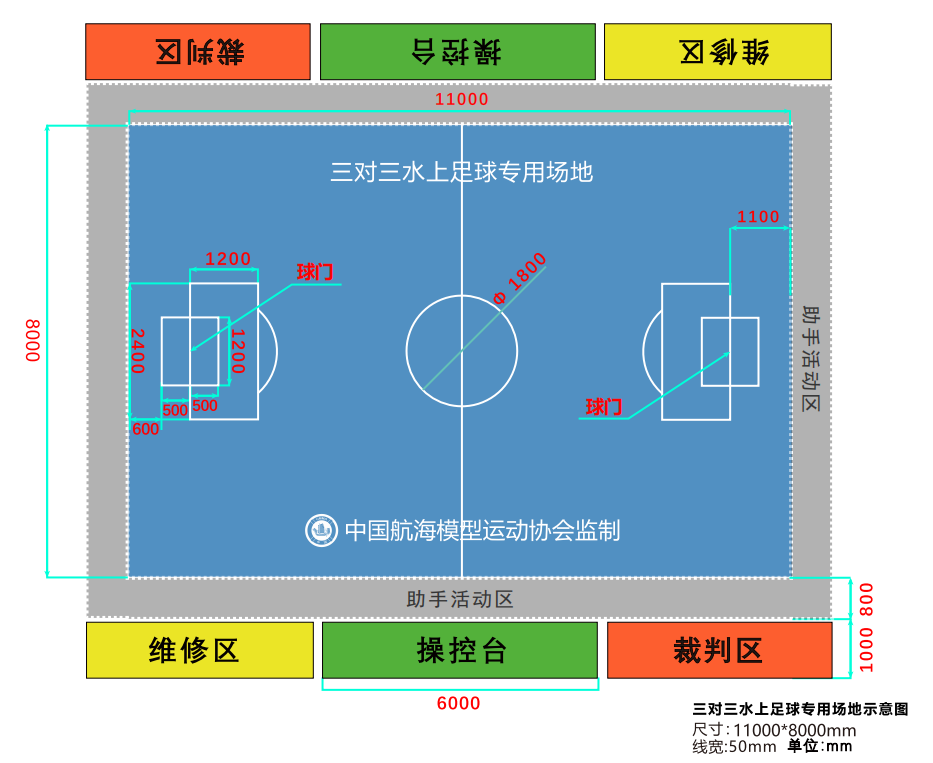 裁判区
操控台
维修区
11000
三对三水上足球专用场地
1100
1200
球门
Φ 1800
8000
2400
1200
助手活动区
500
500
600
球门
中国航海模型运动协会监制
助手活动区
800
维修区
操控台
裁判区
1000
6000
三对三水上足球专用场地示意图
尺寸:11000*8000mm
线宽:50mm 单位:mm